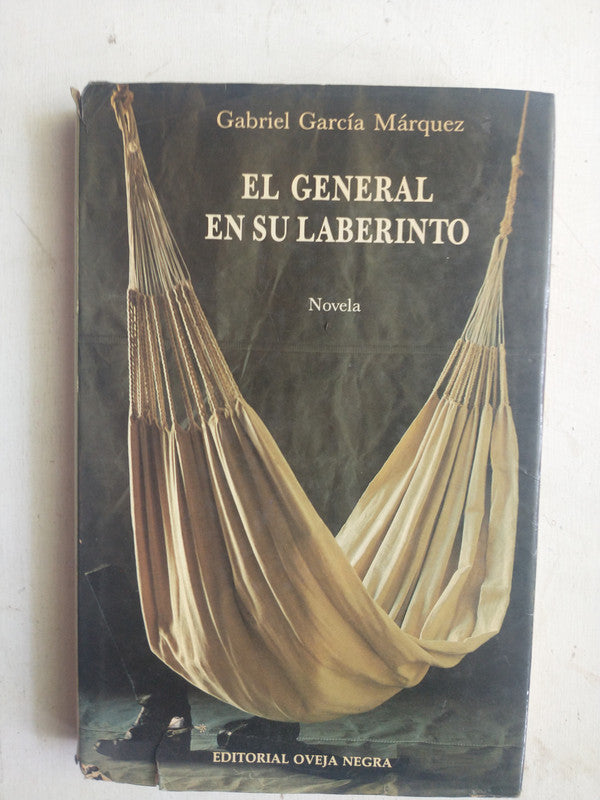 Gabriel García Márquez
EL GENERAL
EN SU LABERINTO
Novela
EDITORIAL OVEJA NEGRA